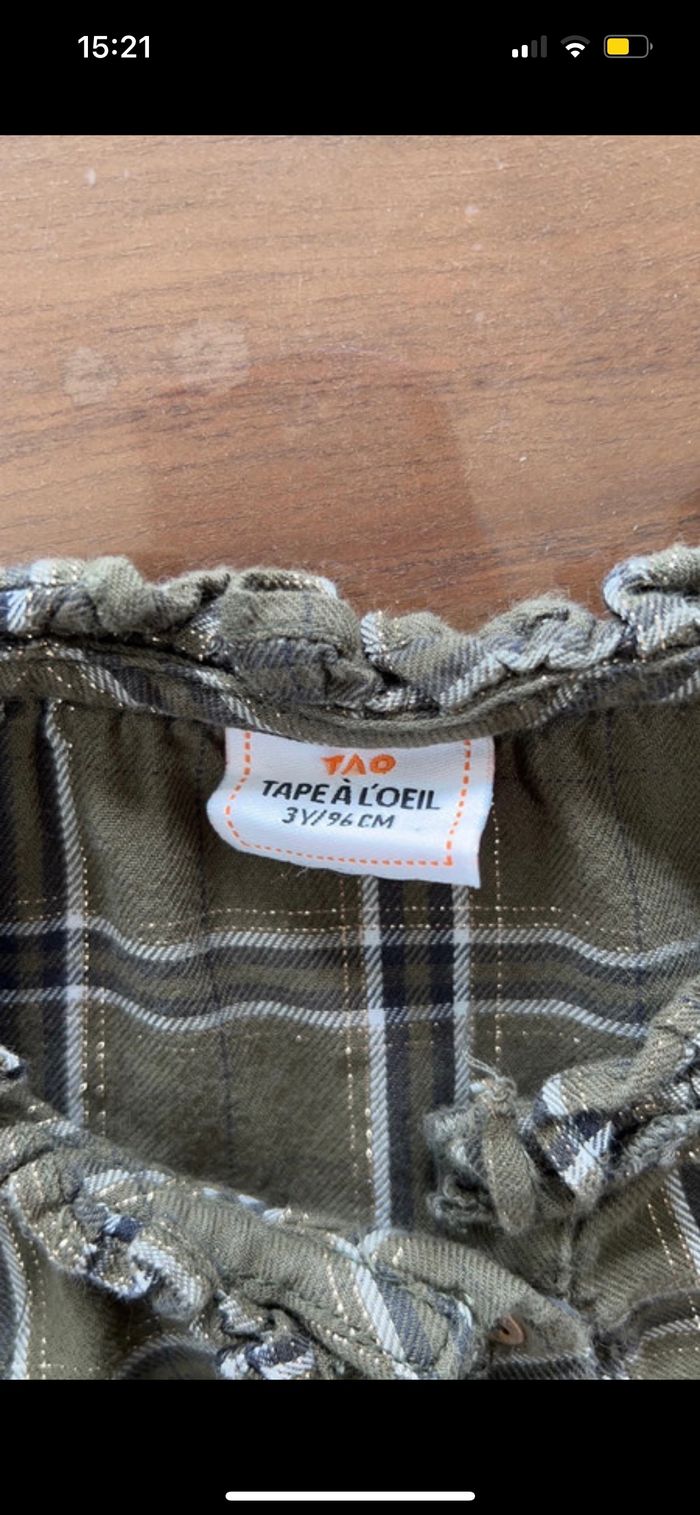 15:21
TAO
TAPE À L'OEIL
3Y/96 CM